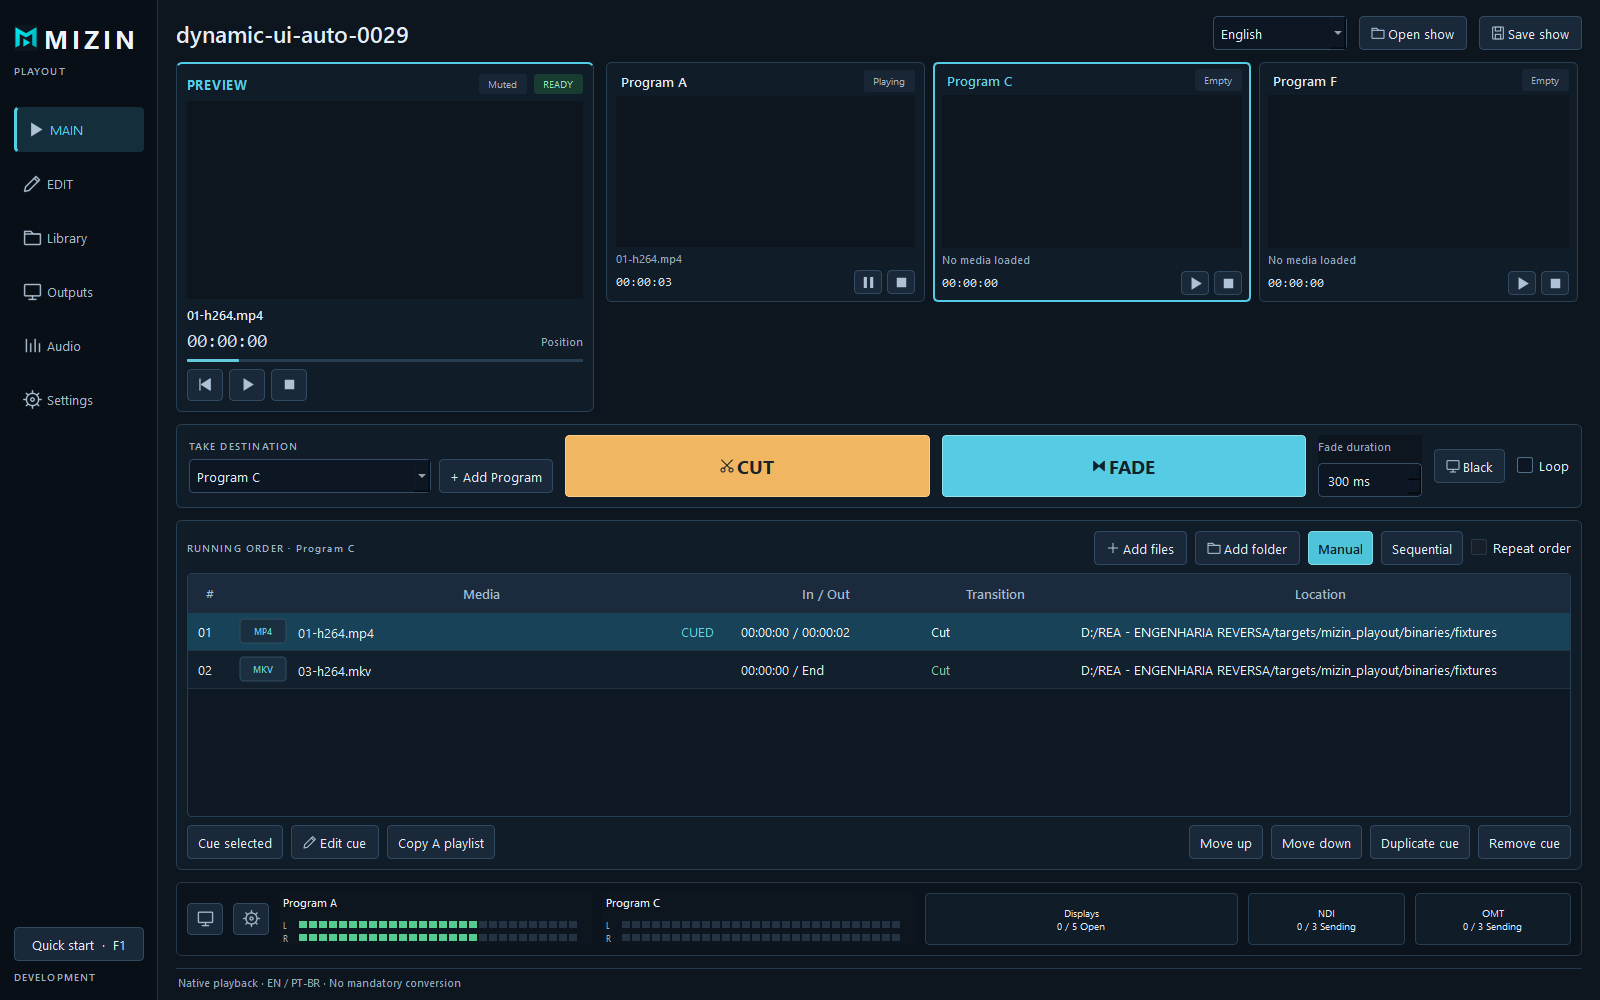 MIZIN
PLAYOUT
MAIN
EDIT
Library
Outputs
Audio
Settings
Quick start · F1
DEVELOPMENT
dynamic-ui-auto-0029
English
Open show
Save show
PREVIEW
Muted
READY
01-h264.mp4
00:00:00
Position
Program A
Playing
01-h264.mp4
00:00:03
Program C
Empty
No media loaded
00:00:00
Program F
Empty
No media loaded
00:00:00
TAKE DESTINATION
Program C
+ Add Program
CUT
FADE
Fade duration
300 ms
Black
Loop
RUNNING ORDER · Program C
+ Add files
Add folder
Manual
Sequential
Repeat order
# Media In / Out Transition Location
01 MP4 01-h264.mp4 CUED 00:00:00 / 00:00:02 Cut D:/REA - ENGENHARIA REVERSA/targets/mizin_playout/binaries/fixtures
02 MKV 03-h264.mkv 00:00:00 / End Cut D:/REA - ENGENHARIA REVERSA/targets/mizin_playout/binaries/fixtures
Cue selected
Edit cue
Copy A playlist
Move up
Move down
Duplicate cue
Remove cue
Program A
L
R
Program C
L
R
Displays
0 / 5 Open
NDI
0 / 3 Sending
OMT
0 / 3 Sending
Native playback · EN / PT-BR · No mandatory conversion